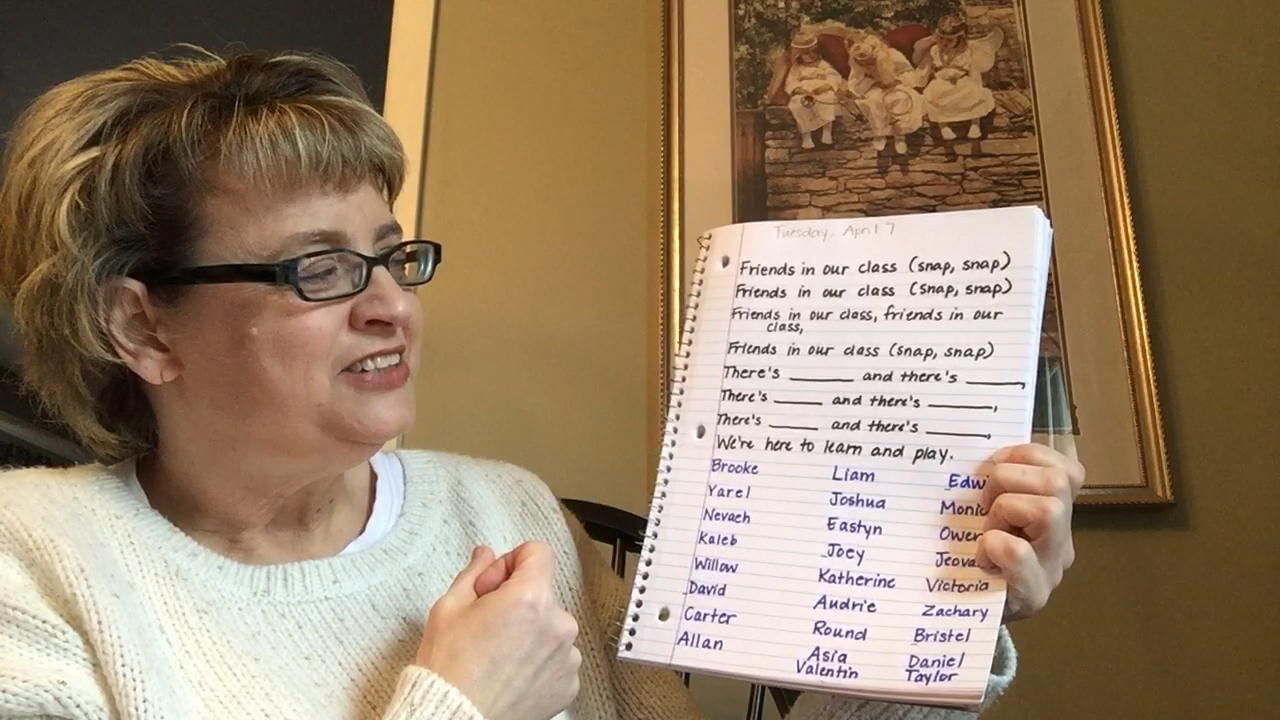 Tuesday, April 7
Friends in our class (snap, snap)
Friends in our class (snap, snap)
Friends in our class, friends in our
class,
Friends in our class (snap, snap)
There's ______ and there's ______,
There's ______ and there's ______,
There's ______ and there's ______,
We're here to learn and play.
Brooke Liam
Yarel Joshua
Nevaeh Eastyn
Kaleb Joey
Willow Katherine Victoria
David Audrie Zachary
Carter Round Bristel
Allan Asia Daniel
Valentin Taylor